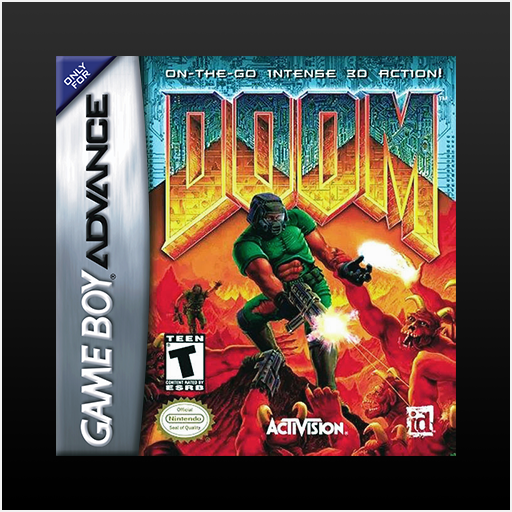 ONLY
FOR
GAME BOY ADVANCE
ON-THE-GO INTENSE 3D ACTION!
DOOM™
TEEN
T
CONTENT RATED BY
ESRB
Official
Nintendo
Seal of Quality
ACTIVISION.
id